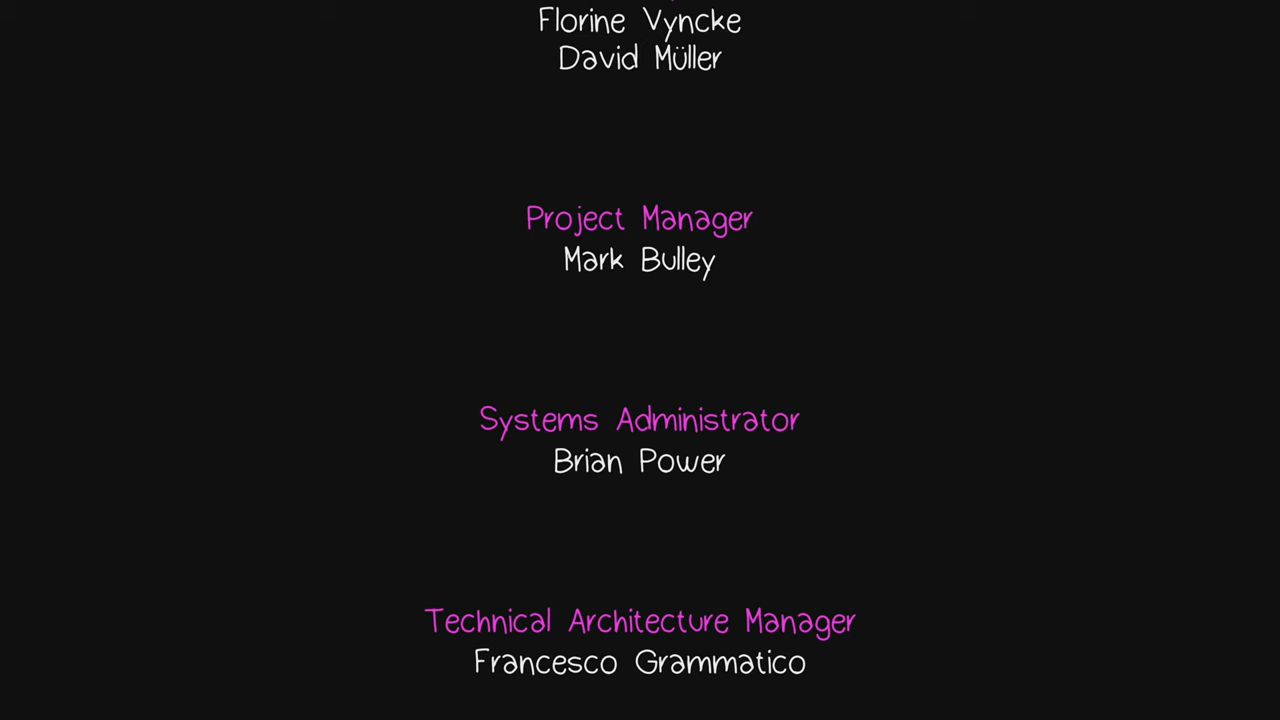 Florine Vyncke
David Müller
Project Manager
Mark Bulley
Systems Administrator
Brian Power
Technical Architecture Manager
Francesco Grammatico